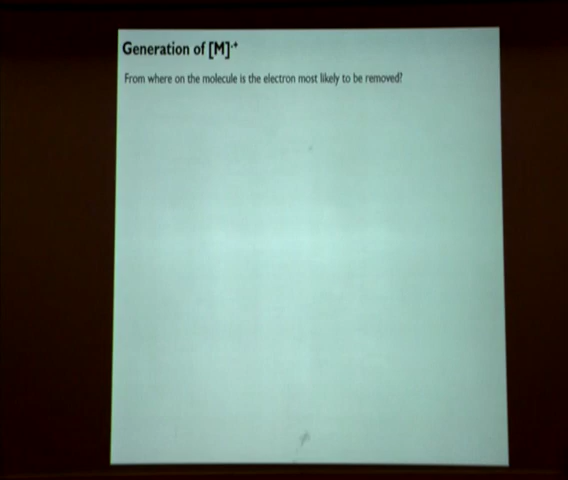 Generation of [M]·+
From where on the molecule is the electron most likely to be removed?